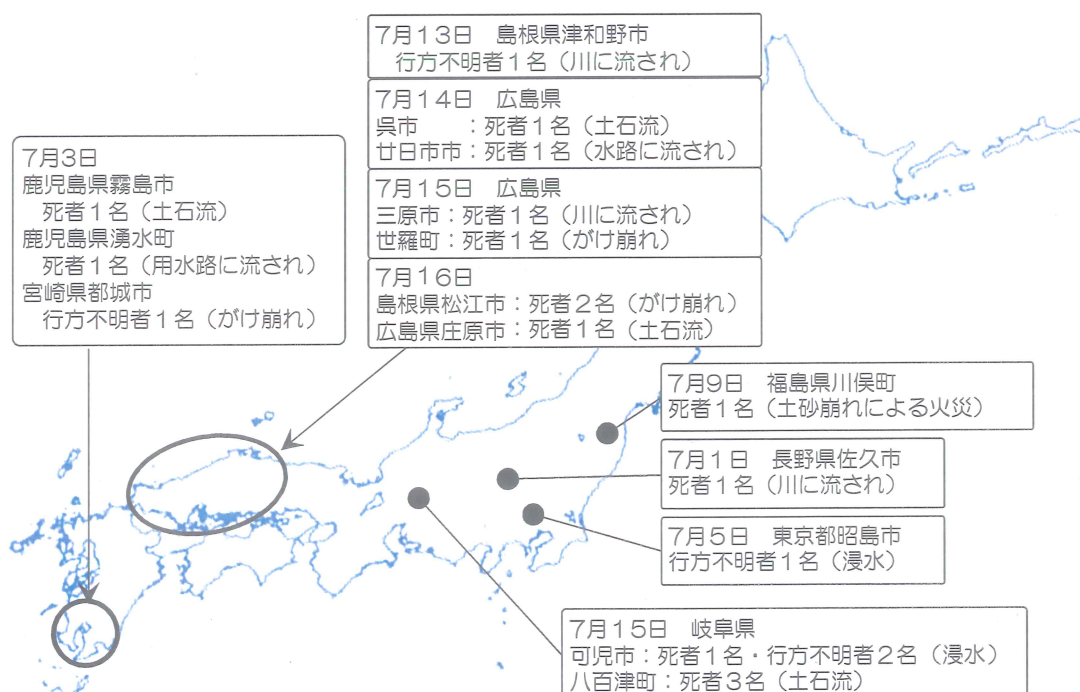 7月13日　島根県津和野市
行方不明者1名（川に流され）
7月14日　広島県
呉市　　：死者1名（土石流）
廿日市市：死者1名（水路に流され）
7月15日　広島県
三原市：死者1名（川に流され）
世羅町：死者1名（がけ崩れ）
7月16日
島根県松江市：死者2名（がけ崩れ）
広島県庄原市：死者1名（土石流）
7月3日
鹿児島県霧島市
死者1名（土石流）
鹿児島県湧水町
死者1名（用水路に流され）
宮崎県都城市
行方不明者1名（がけ崩れ）
7月9日　福島県川俣町
死者1名（土砂崩れによる火災）
7月1日　長野県佐久市
死者1名（川に流され）
7月5日　東京都昭島市
行方不明者1名（浸水）
7月15日　岐阜県
可児市：死者1名・行方不明者2名（浸水）
八百津町：死者3名（土石流）